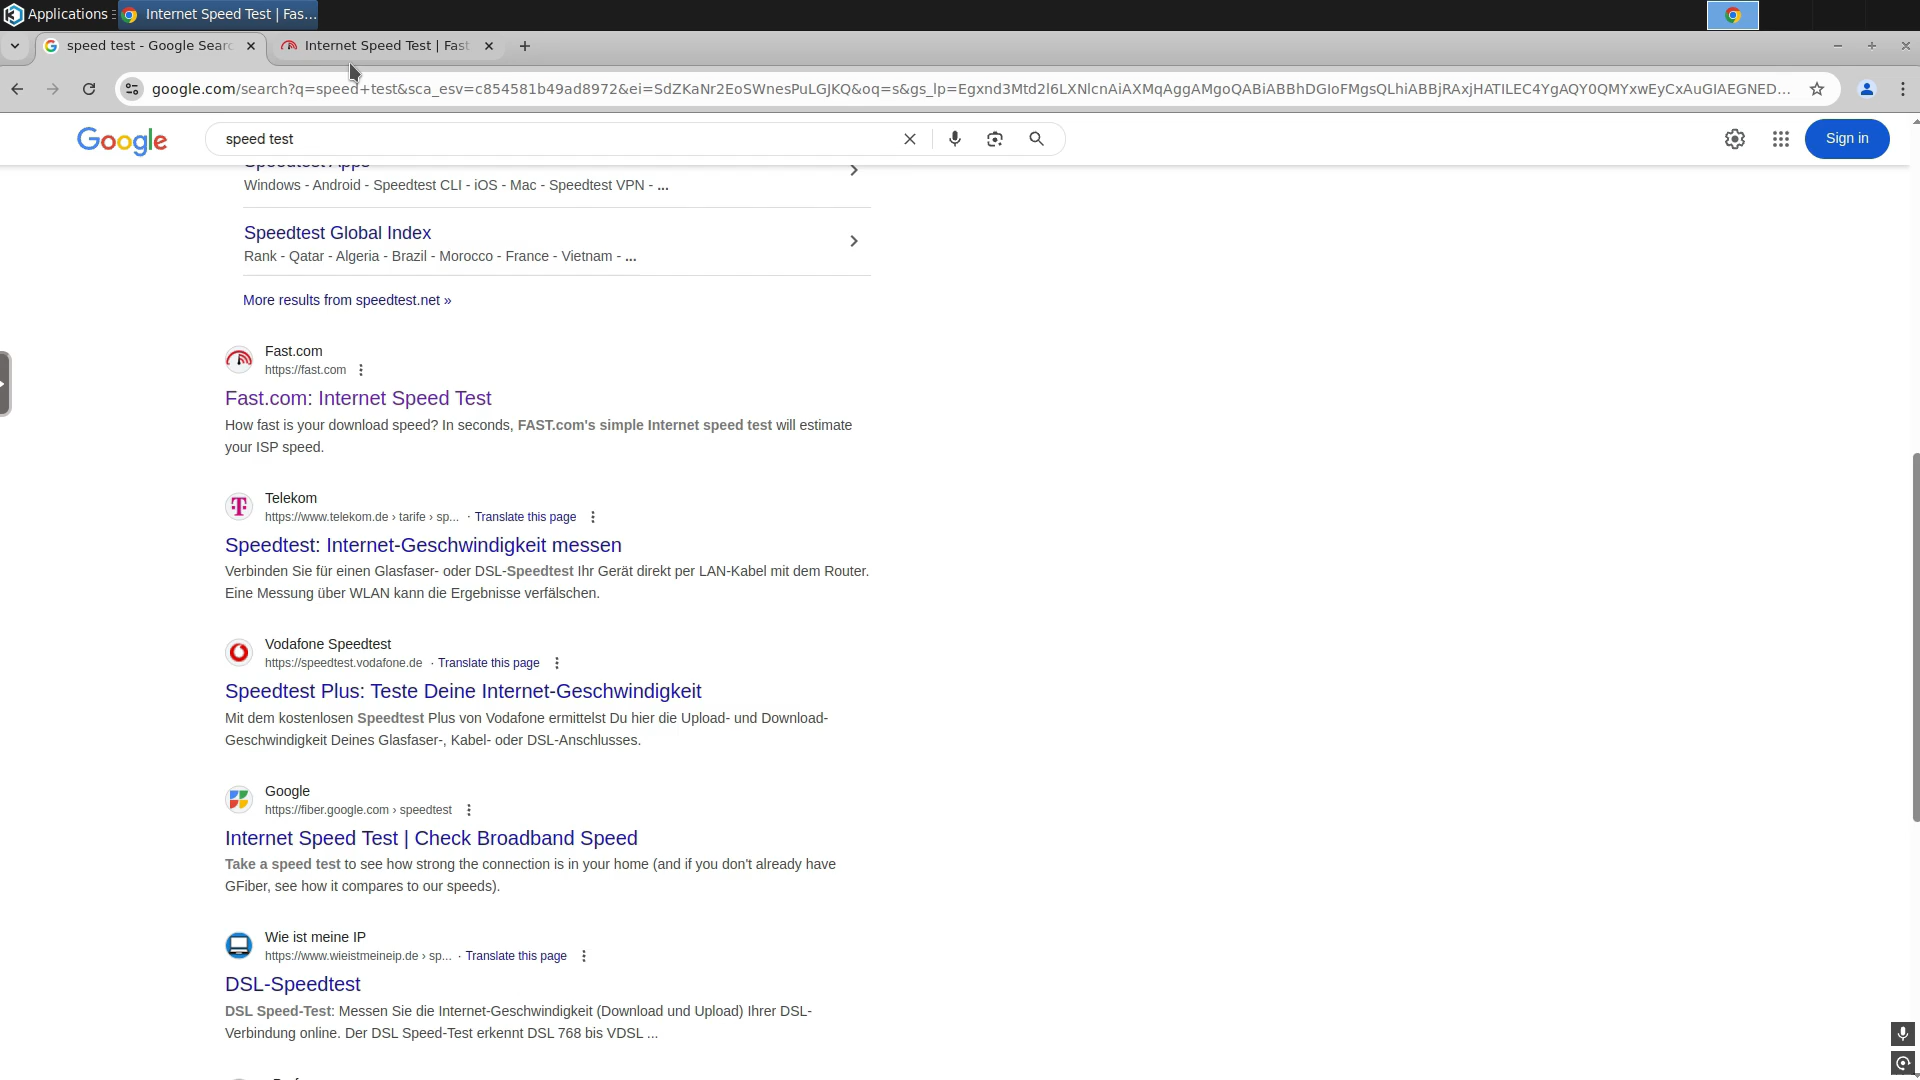 Applications
Internet Speed Test | Fas...
speed test - Google Searc
Internet Speed Test | Fast
google.com/search?q=speed+test&sca_esv=c854581b49ad8972&ei=SdZKaNr2EoSWnesPuLGJKQ&oq=s&gs_lp=Egxnd3Mtd2l6LXNlcnAiAXMqAggAMgoQABiABBhDGIoFMgsQLhiABBjRAxjHATILEC4YgAQY0QMYxwEyCxAuGIAEGNED...
Google
speed test
Sign in
Speedtest Apps
Windows - Android - Speedtest CLI - iOS - Mac - Speedtest VPN - ...
Speedtest Global Index
Rank - Qatar - Algeria - Brazil - Morocco - France - Vietnam - ...
More results from speedtest.net »
Fast.com
https://fast.com
Fast.com: Internet Speed Test
How fast is your download speed? In seconds, FAST.com's simple Internet speed test will estimate
your ISP speed.
Telekom
https://www.telekom.de › tarife › sp... · Translate this page
Speedtest: Internet-Geschwindigkeit messen
Verbinden Sie für einen Glasfaser- oder DSL-Speedtest Ihr Gerät direkt per LAN-Kabel mit dem Router.
Eine Messung über WLAN kann die Ergebnisse verfälschen.
Vodafone Speedtest
https://speedtest.vodafone.de · Translate this page
Speedtest Plus: Teste Deine Internet-Geschwindigkeit
Mit dem kostenlosen Speedtest Plus von Vodafone ermittelst Du hier die Upload- und Download-
Geschwindigkeit Deines Glasfaser-, Kabel- oder DSL-Anschlusses.
Google
https://fiber.google.com › speedtest
Internet Speed Test | Check Broadband Speed
Take a speed test to see how strong the connection is in your home (and if you don't already have
GFiber, see how it compares to our speeds).
Wie ist meine IP
https://www.wieistmeineip.de › sp... · Translate this page
DSL-Speedtest
DSL Speed-Test: Messen Sie die Internet-Geschwindigkeit (Download und Upload) Ihrer DSL-
Verbindung online. Der DSL Speed-Test erkennt DSL 768 bis VDSL ...